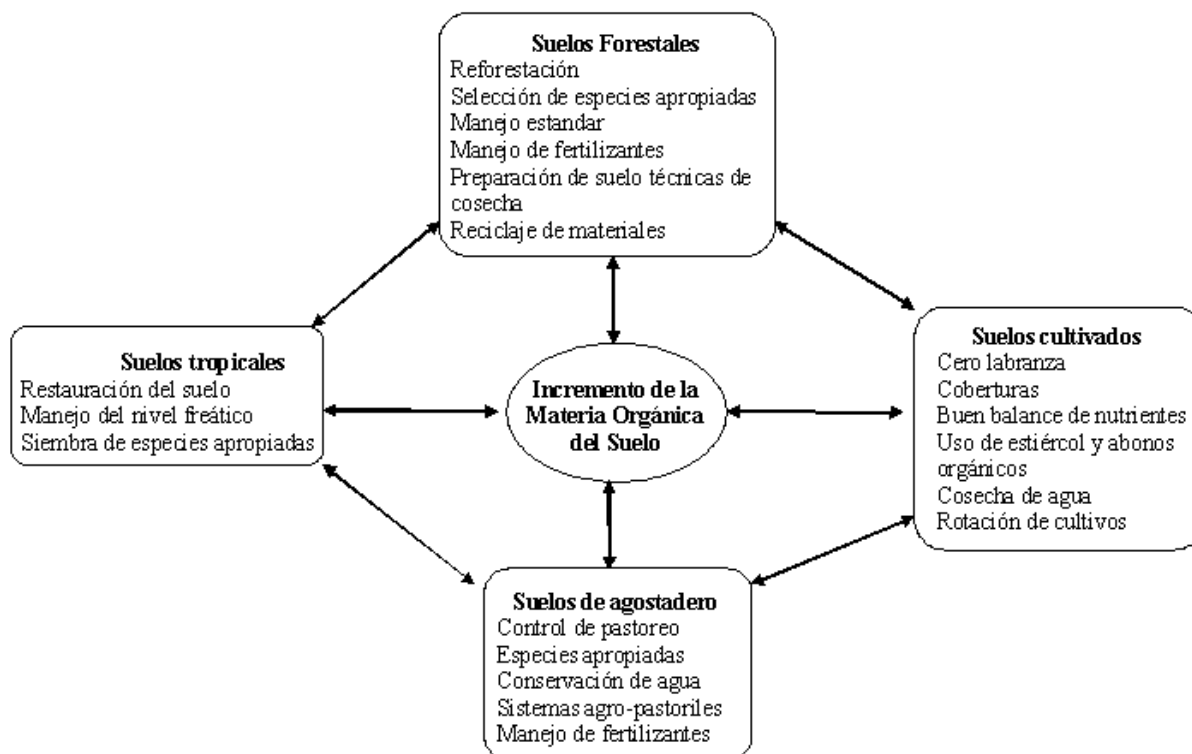 Suelos Forestales
Reforestación
Selección de especies apropiadas
Manejo estandar
Manejo de fertilizantes
Preparación de suelo técnicas de
cosecha
Reciclaje de materiales
Suelos tropicales
Restauración del suelo
Manejo del nivel freático
Siembra de especies apropiadas
Incremento de la
Materia Orgánica
del Suelo
Suelos cultivados
Cero labranza
Coberturas
Buen balance de nutrientes
Uso de estiércol y abonos
orgánicos
Cosecha de agua
Rotación de cultivos
Suelos de agostadero
Control de pastoreo
Especies apropiadas
Conservación de agua
Sistemas agro-pastoriles
Manejo de fertilizantes